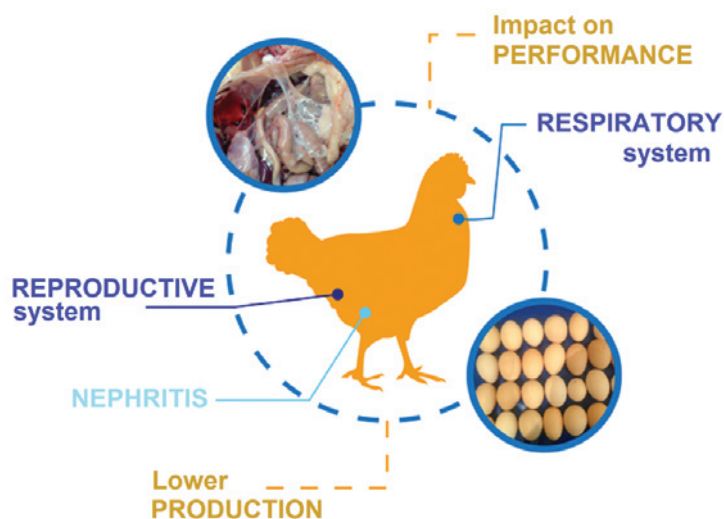 Impact on
PERFORMANCE
RESPIRATORY
system
REPRODUCTIVE
system
NEPHRITIS
Lower
PRODUCTION